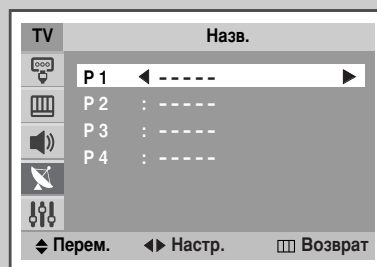 TV Назв.
P 1 ◀ - - - - - ▶
P 2 : - - - - -
P 3 : - - - - -
P 4 : - - - - -
Перем. Настр. Возврат